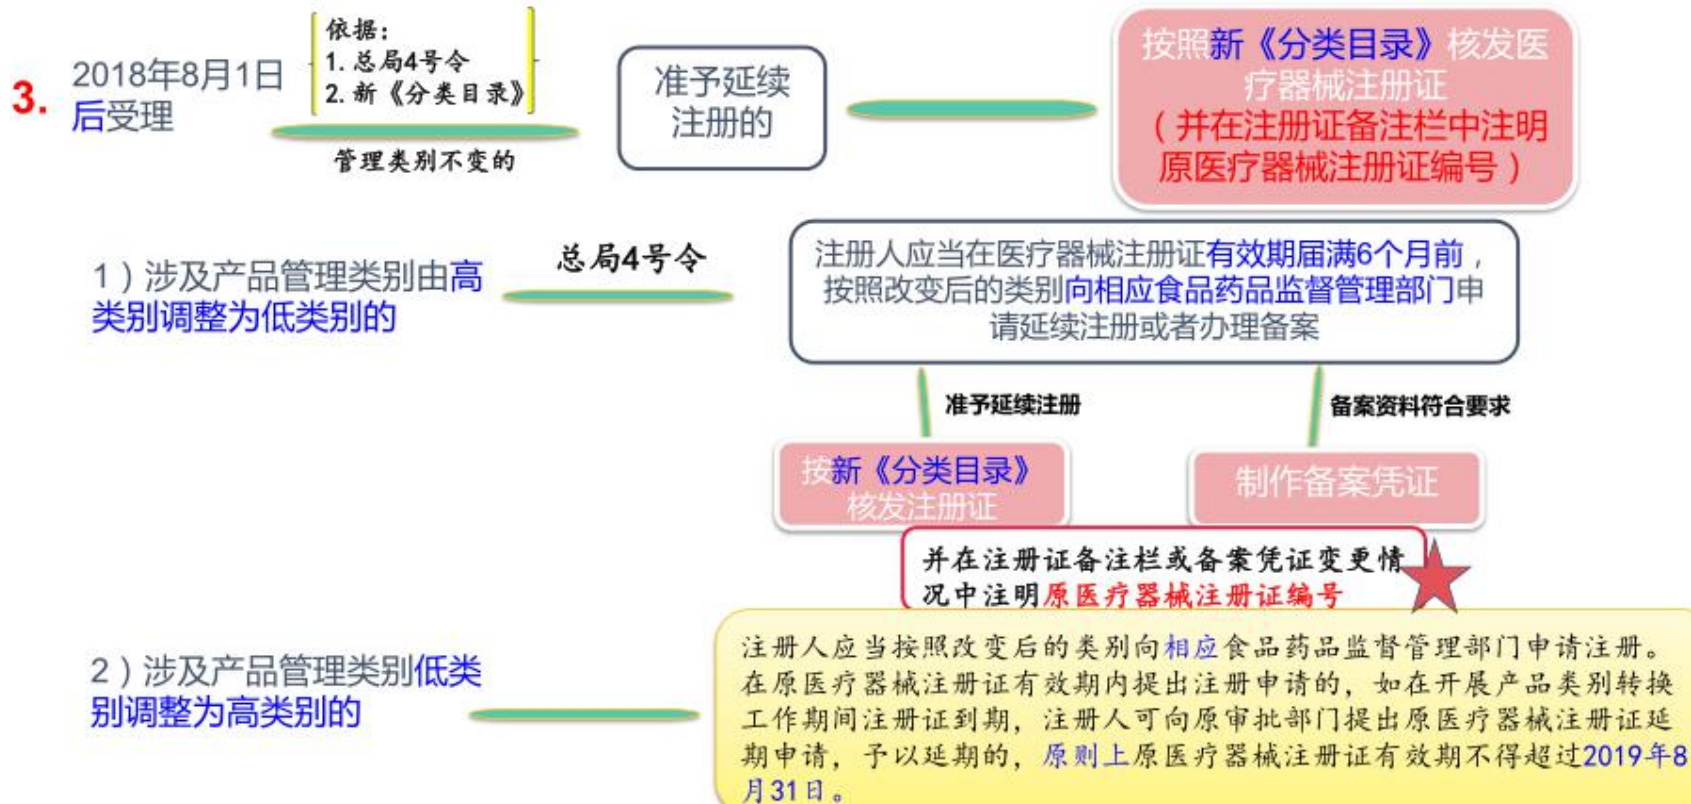 3.
2018年8月1日
后受理
依据:
1.总局4号令
2.新《分类目录》
管理类别不变的
准予延续
注册的
按照新《分类目录》核发医
疗器械注册证
(并在注册证备注栏中注明
原医疗器械注册证编号)
1)涉及产品管理类别由高
类别调整为低类别的
总局4号令
注册人应当在医疗器械注册证有效期届满6个月前,
按照改变后的类别向相应食品药品监督管理部门申
请延续注册或者办理备案
准予延续注册
备案资料符合要求
按新《分类目录》
核发注册证
制作备案凭证
并在注册证备注栏或备案凭证变更情
况中注明原医疗器械注册证编号
2)涉及产品管理类别低类
别调整为高类别的
注册人应当按照改变后的类别向相应食品药品监督管理部门申请注册。
在原医疗器械注册证有效期内提出注册申请的,如在开展产品类别转换
工作期间注册证到期,注册人可向原审批部门提出原医疗器械注册证延
期申请,予以延期的,原则上原医疗器械注册证有效期不得超过2019年8
月31日。